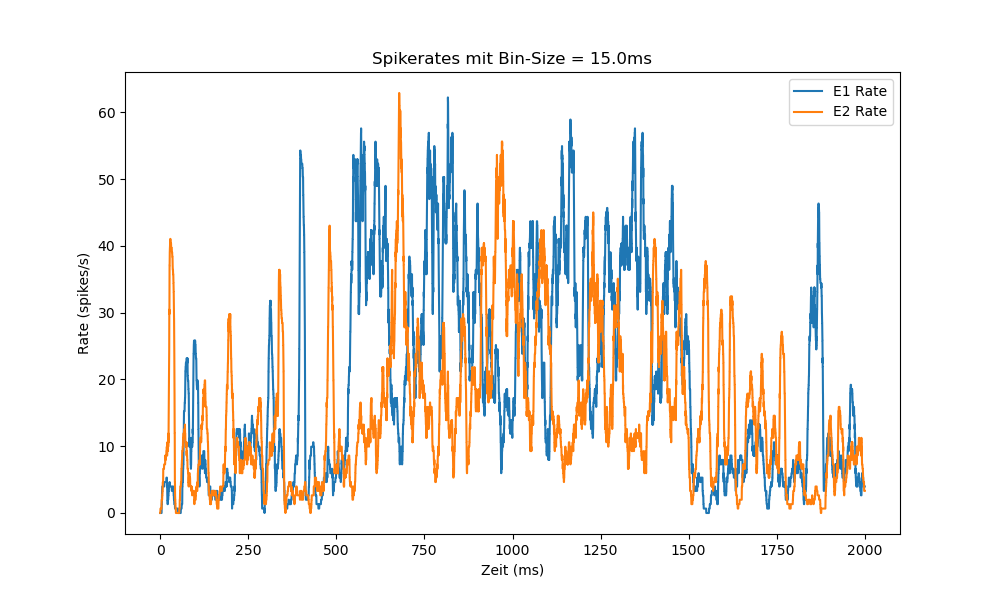 Spikerates mit Bin-Size = 15.0ms
E1 Rate
E2 Rate
60
50
40
30
20
10
0
Rate (spikes/s)
0 250 500 750 1000 1250 1500 1750 2000
Zeit (ms)